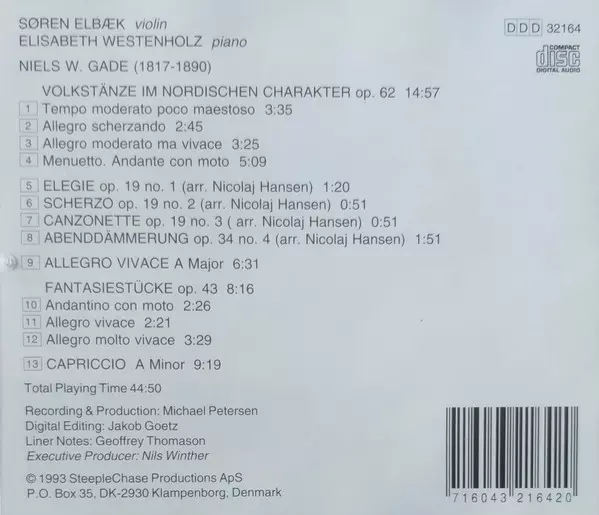 SØREN ELBÆK violin
DDD 32164
ELISABETH WESTENHOLZ piano
COMPACT
disc
DIGITAL AUDIO
NIELS W. GADE (1817-1890)
VOLKSTÄNZE IM NORDISCHEN CHARAKTER op. 62 14:57
1 Tempo moderato poco maestoso 3:35
2 Allegro scherzando 2:45
3 Allegro moderato ma vivace 3:25
4 Menuetto. Andante con moto 5:09
5 ELEGIE op. 19 no. 1 (arr. Nicolaj Hansen) 1:20
6 SCHERZO op. 19 no. 2 (arr. Nicolaj Hansen) 0:51
7 CANZONETTE op. 19 no. 3 ( arr. Nicolaj Hansen) 0:51
8 ABENDDÄMMERUNG op. 34 no. 4 (arr. Nicolaj Hansen) 1:51
9 ALLEGRO VIVACE A Major 6:31
FANTASIESTÜCKE op. 43 8:16
10 Andantino con moto 2:26
11 Allegro vivace 2:21
12 Allegro molto vivace 3:29
13 CAPRICCIO A Minor 9:19
Total Playing Time 44:50
Recording & Production: Michael Petersen
Digital Editing: Jakob Goetz
Liner Notes: Geoffrey Thomason
Executive Producer: Nils Winther
© 1993 SteepleChase Productions ApS
P.O. Box 35, DK-2930 Klampenborg, Denmark
716043 216420